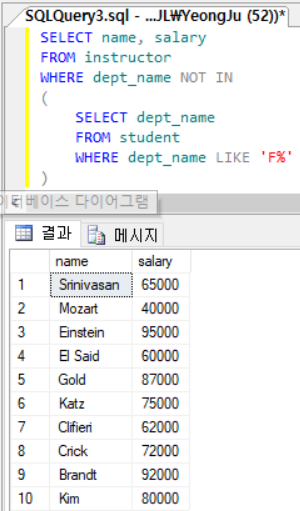 SQLQuery3.sql - ...JL₩YeongJu (52))*
SELECT name, salary
FROM instructor
WHERE dept_name NOT IN
(
SELECT dept_name
FROM student
WHERE dept_name LIKE 'F%'
)
베이스 다이어그램
결과 메시지
name salary
1 Srinivasan 65000
2 Mozart 40000
3 Einstein 95000
4 El Said 60000
5 Gold 87000
6 Katz 75000
7 Clifieri 62000
8 Crick 72000
9 Brandt 92000
10 Kim 80000